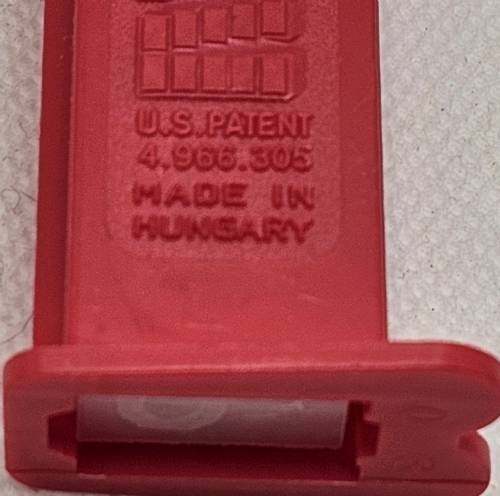 U.S. PATENT
4.966.305
MADE IN
HUNGARY